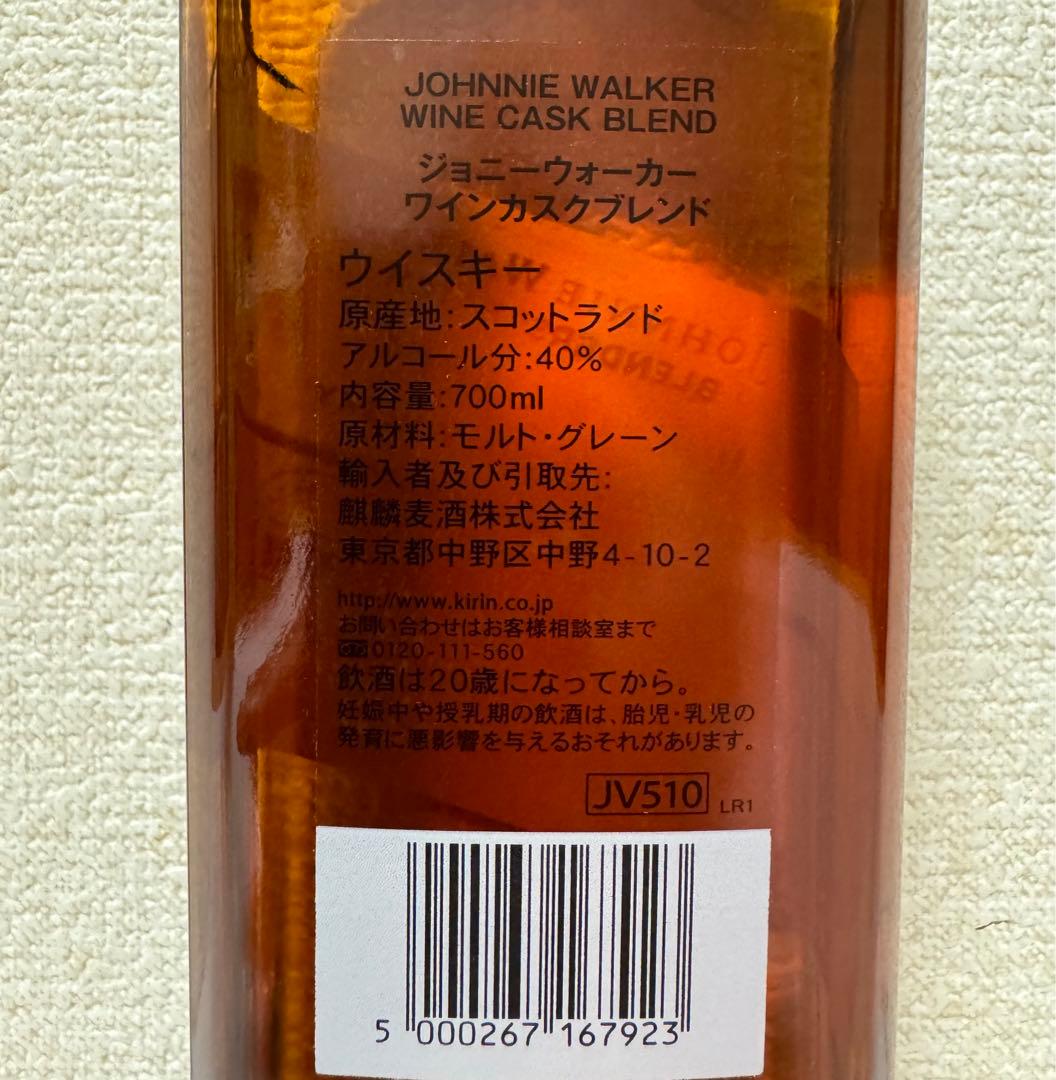 JOHNNIE WALKER
WINE CASK BLEND
ジョニーウォーカー
ワインカスクブレンド
ウイスキー
原産地:スコットランド
アルコール分:40%
内容量:700ml
原材料:モルト・グレーン
輸入者及び引取先:
麒麟麦酒株式会社
東京都中野区中野4-10-2
http://www.kirin.co.jp
お問い合わせはお客様相談室まで
0120-111-560
飲酒は20歳になってから。
妊娠中や授乳期の飲酒は、胎児・乳児の
発育に悪影響を与えるおそれがあります。
JV510 LR1
5 000267 167923